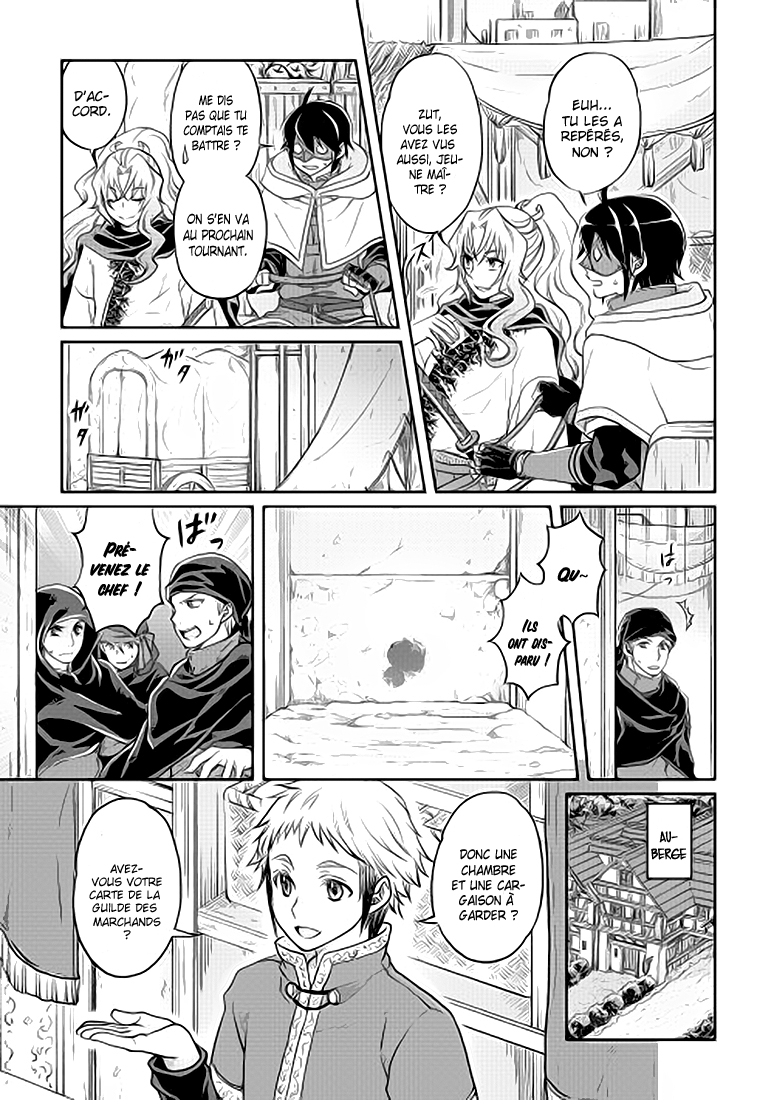 EUH...
TU LES A
REPÉRÉS,
NON ?
ZUT,
VOUS LES
AVEZ VUS
AUSSI, JEU-
NE MAÎ-
TRE ?
ME DIS
PAS QUE TU
COMPTAIS TE
BATTRE ?
ON S'EN VA
AU PROCHAIN
TOURNANT.
D'AC-
CORD.
ガタ
ガタ
ばっ
QU~
ILS
ONT DIS-
PARU !
ばっ
PRÉ-
VENEZ LE
CHEF !
AU-
BERGE
DONC UNE
CHAMBRE
ET UNE CAR-
GAISON À
GARDER ?
AVEZ-
VOUS VOTRE
CARTE DE LA
GUILDE DES
MARCHANDS
?